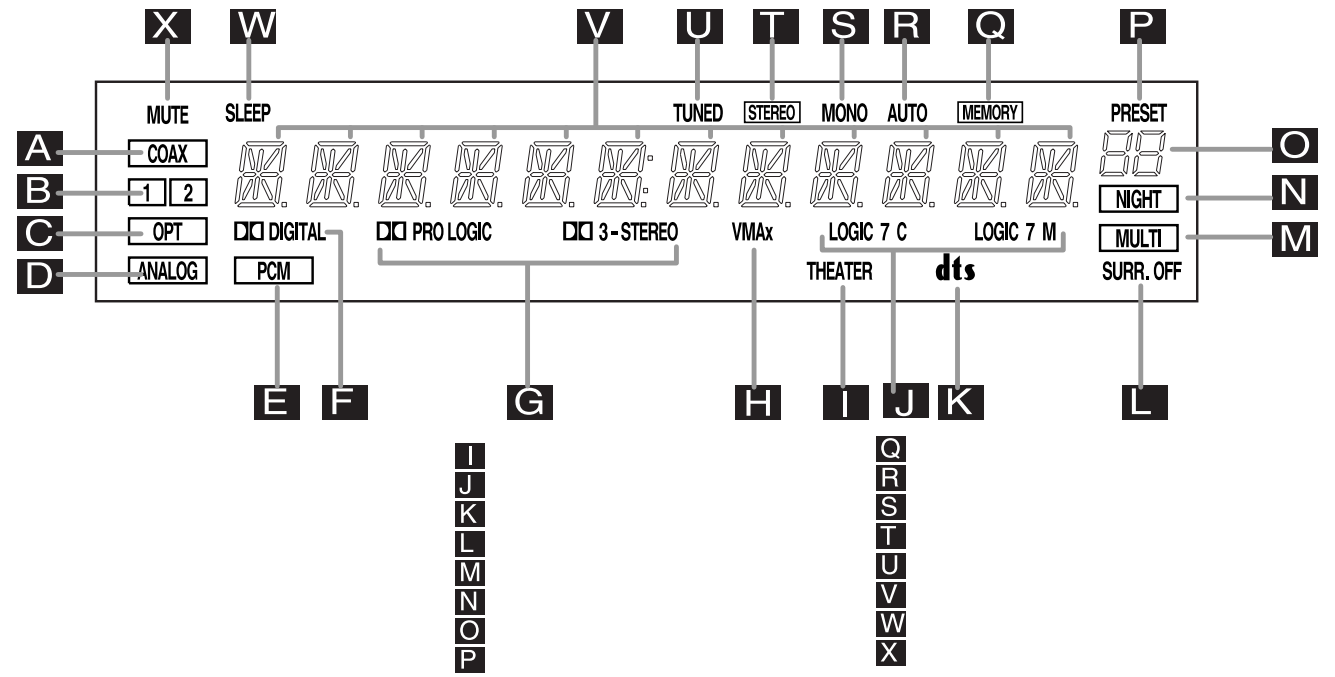 X W V U T S R Q P
MUTE SLEEP TUNED STEREO MONO AUTO MEMORY PRESET
A COAX O
B 1 2 NIGHT N
C OPT DIGITAL PRO LOGIC 3-STEREO VMAx LOGIC 7 C LOGIC 7 M MULTI M
D ANALOG PCM THEATER dts SURR. OFF
E F G H I J K L
I Q
J R
K S
L T
M U
N V
O W
P X